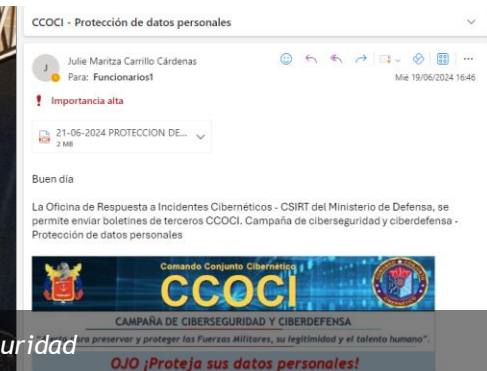 CCOCI - Protección de datos personales
J
Julie Maritza Carrillo Cárdenas
Para: Funcionarios1
Mié 19/06/2024 16:46
Importancia alta
21-06-2024 PROTECCION DE...
2 MB
Buen día
La Oficina de Respuesta a Incidentes Cibernéticos - CSIRT del Ministerio de Defensa, se
permite enviar boletines de terceros CCOCI. Campaña de ciberseguridad y ciberdefensa -
Protección de datos personales
Comando Conjunto Cibernético
CCOCI
CAMPAÑA DE CIBERSEGURIDAD Y CIBERDEFENSA
para preservar y proteger las Fuerzas Militares, su legitimidad y el talento humano".
uridad
OJO ¡Proteja sus datos personales!